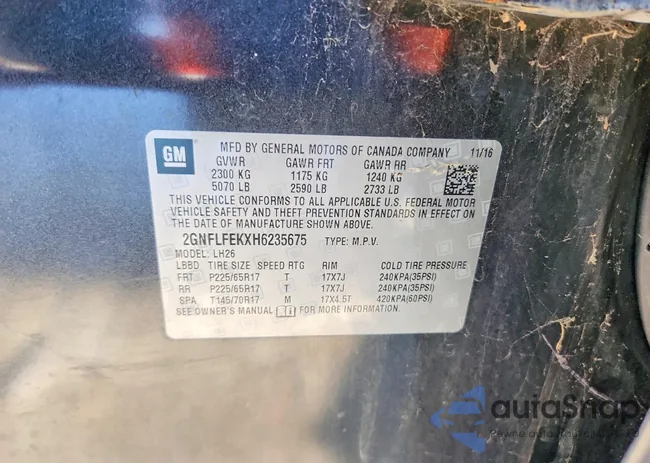 GM
MFD BY GENERAL MOTORS OF CANADA COMPANY 11/16
GVWR GAWR FRT GAWR RR
2300 KG 1175 KG 1240 KG
5070 LB 2590 LB 2733 LB
THIS VEHICLE CONFORMS TO ALL APPLICABLE U.S. FEDERAL MOTOR
VEHICLE SAFETY AND THEFT PREVENTION STANDARDS IN EFFECT ON
THE DATE OF MANUFACTURE SHOWN ABOVE.
2GNFLFEKXH6235675 TYPE: M.P.V.
MODEL: LH26
LBBD TIRE SIZE SPEED RTG RIM COLD TIRE PRESSURE
FRT P225/65R17 T 17X7J 240KPA(35PSI)
RR P225/65R17 T 17X7J 240KPA(35PSI)
SPA T145/70R17 M 17X4.5T 420KPA(60PSI)
SEE OWNER'S MANUAL FOR MORE INFORMATION.
autaSnap
Pewne auto